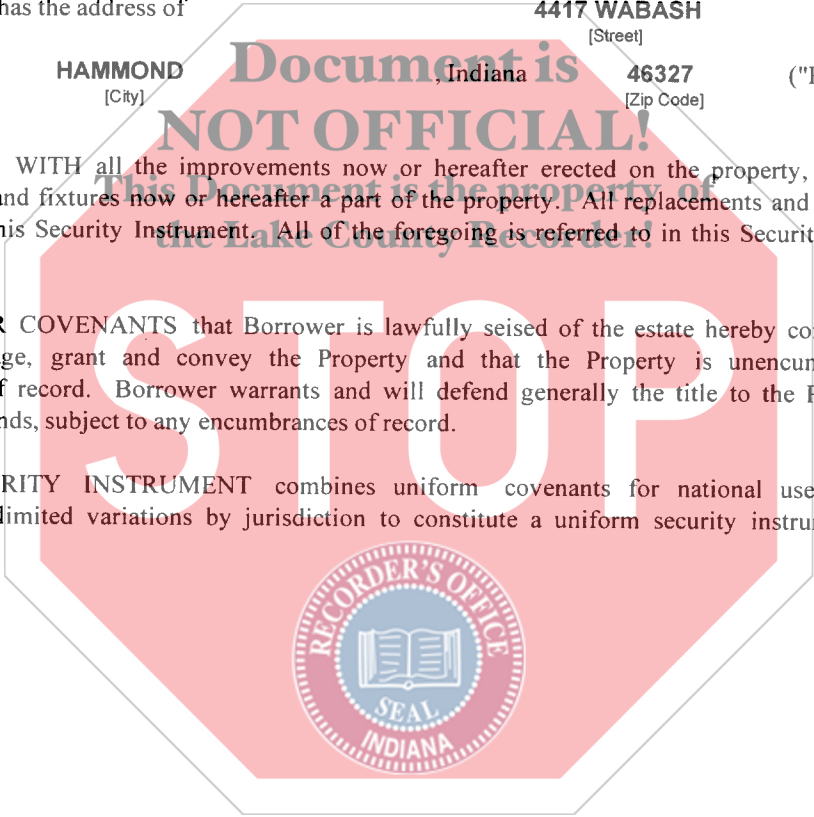 has the address of 4417 WABASH
[Street]
HAMMOND , Indiana 46327 ("
[City] [Zip Code]
Document is
NOT OFFICIAL!
WITH all the improvements now or hereafter erected on the property,
This Document is the property of
and fixtures now or hereafter a part of the property. All replacements and
the Lake County Recorder!
his Security Instrument. All of the foregoing is referred to in this Securit
R COVENANTS that Borrower is lawfully seised of the estate hereby co
ge, grant and convey the Property and that the Property is unencun
f record. Borrower warrants and will defend generally the title to the P
nds, subject to any encumbrances of record.
STOP
RITY INSTRUMENT combines uniform covenants for national use
limited variations by jurisdiction to constitute a uniform security instru
RECORDER'S OFFICE
SEAL
INDIANA